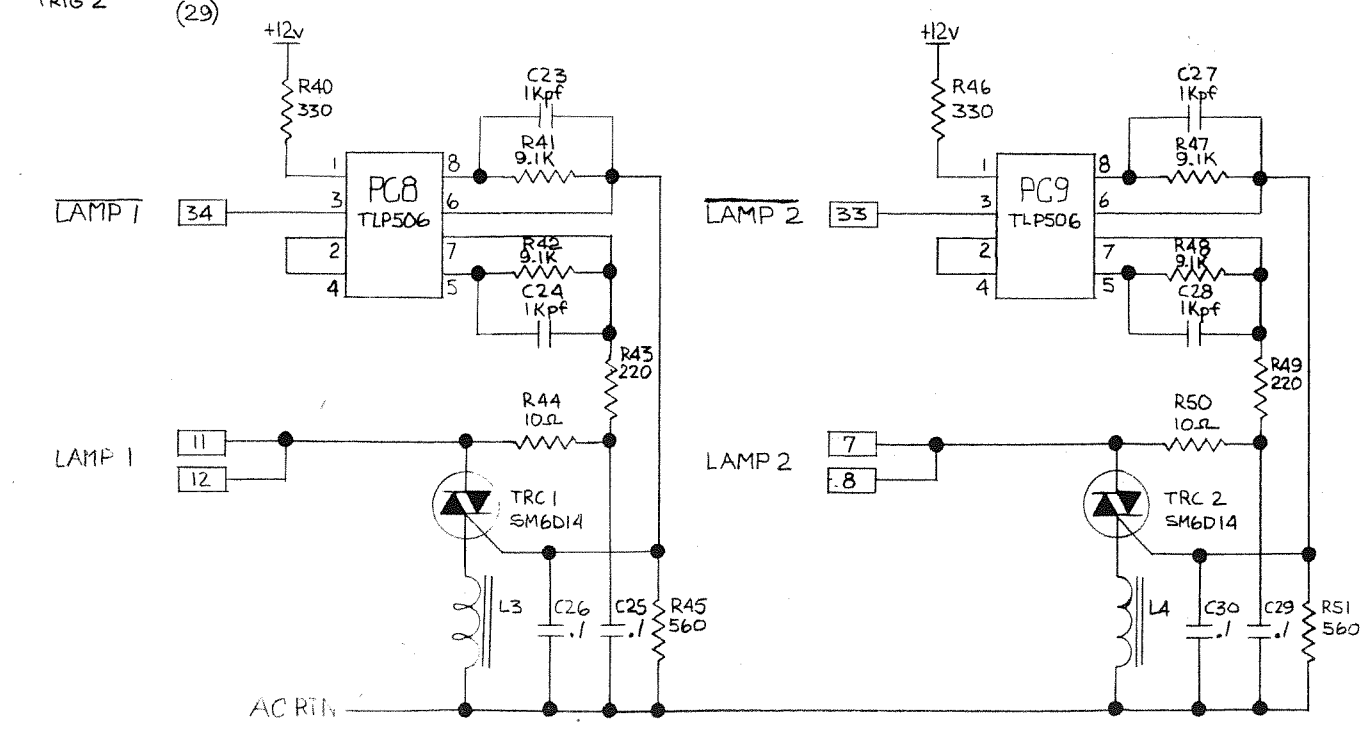 TRIG 2
(29)
+12v
R40
330
C23
1Kpf
R41
9.1K
1
8
PC8
TLP506
LAMP 1
34
3
6
2
7
R42
9.1K
4
5
C24
1Kpf
R43
220
R44
10Ω
LAMP 1
11
12
TRC 1
SM6D14
L3
C26
.1
C25
.1
R45
560
AC RTN
+12v
R46
330
C27
1Kpf
R47
9.1K
1
8
PC9
TLP506
LAMP 2
33
3
6
2
7
R48
9.1K
4
5
C28
1Kpf
R49
220
R50
10Ω
LAMP 2
7
8
TRC 2
SM6D14
L4
C30
.1
C29
.1
R51
560